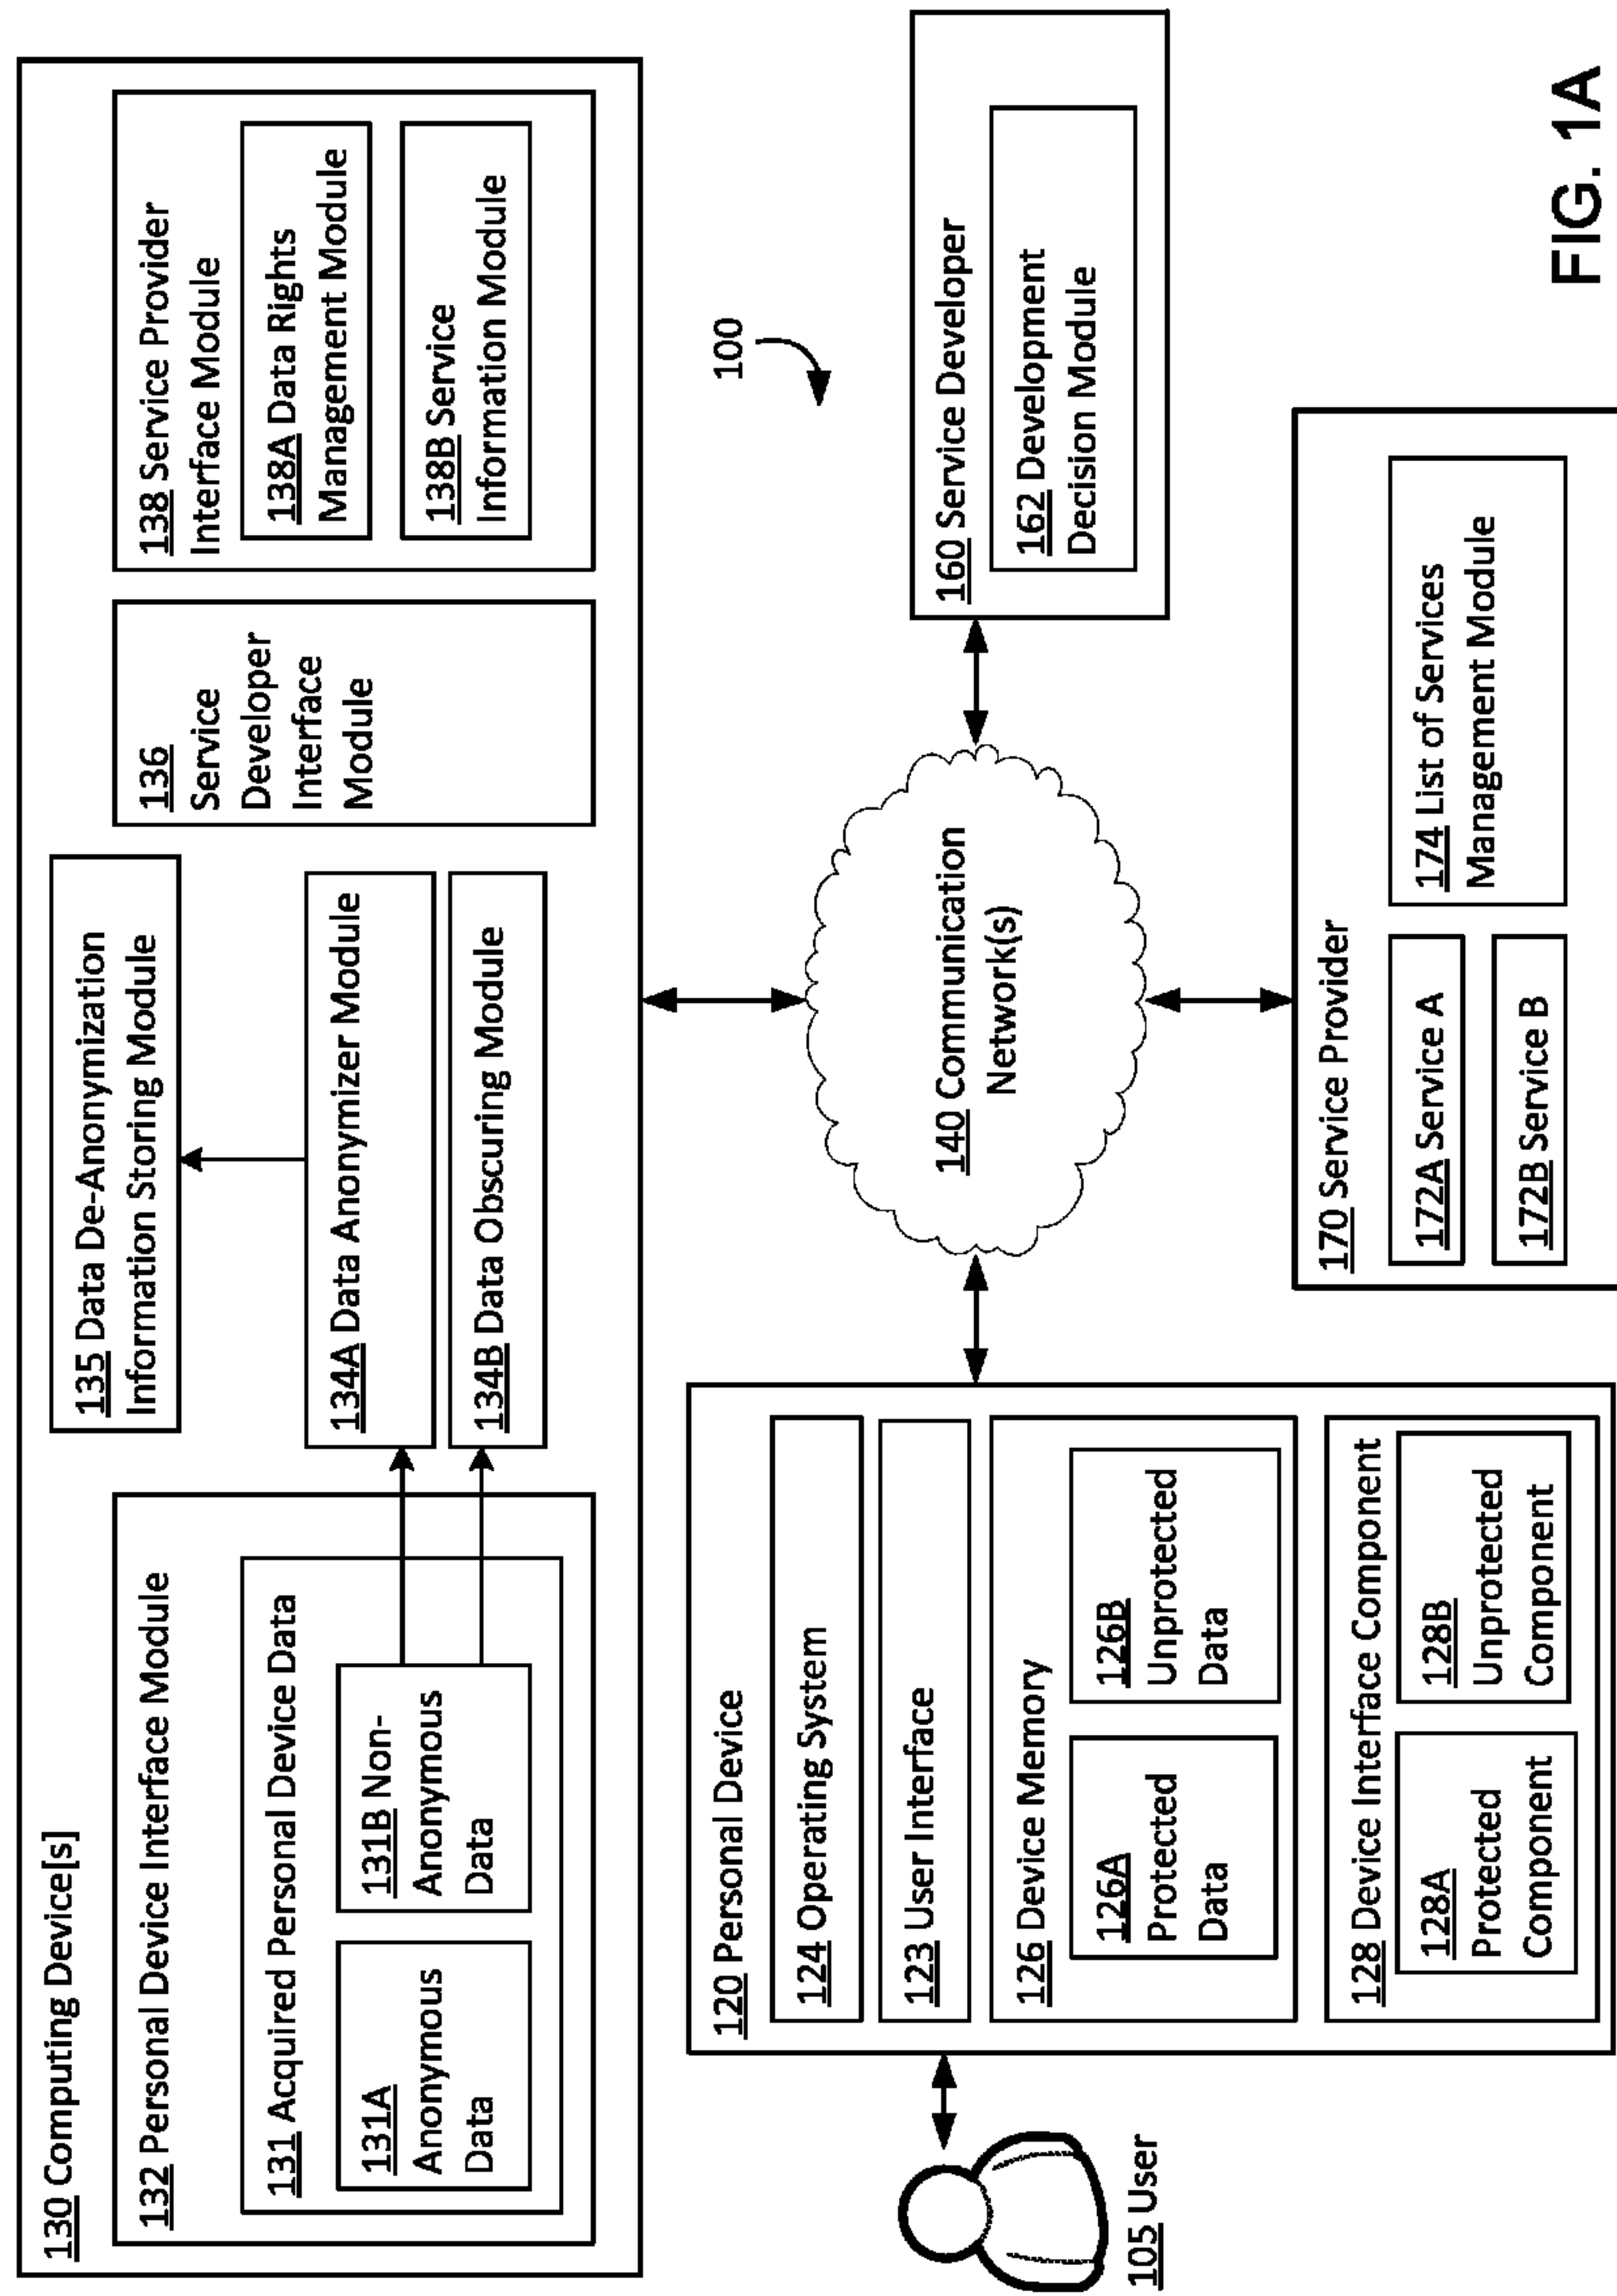 130 Computing Device[s]
132 Personal Device Interface Module
131 Acquired Personal Device Data
131A
Anonymous
Data
131B Non-
Anonymous
Data
135 Data De-Anonymization
Information Storing Module
134A Data Anonymizer Module
134B Data Obscuring Module
136
Service
Developer
Interface
Module
138 Service Provider
Interface Module
138A Data Rights
Management Module
138B Service
Information Module
100
105 User
120 Personal Device
124 Operating System
123 User Interface
126 Device Memory
126A
Protected
Data
126B
Unprotected
Data
128 Device Interface Component
128A
Protected
Component
128B
Unprotected
Component
140 Communication
Network(s)
160 Service Developer
162 Development
Decision Module
170 Service Provider
172A Service A
172B Service B
174 List of Services
Management Module
FIG. 1A